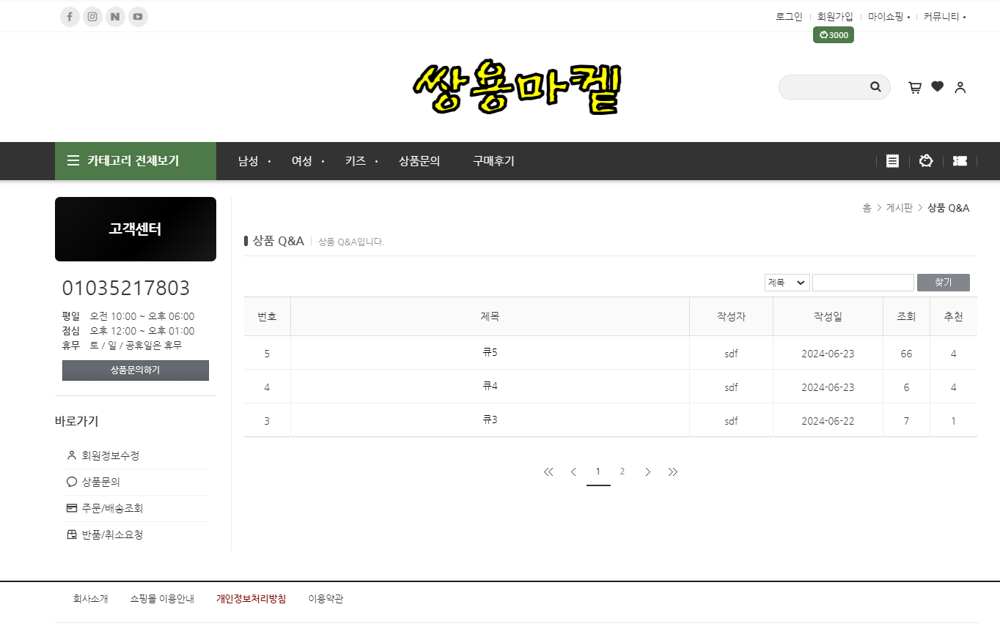 로그인 회원가입 마이쇼핑 • 커뮤니티 •
3000
쌍용마켙
카테고리 전체보기 남성 • 여성 • 키즈 • 상품문의 구매후기
고객센터
01035217803
평일 오전 10:00 ~ 오후 06:00
점심 오후 12:00 ~ 오후 01:00
휴무 토 / 일 / 공휴일은 휴무
상품문의하기
바로가기
회원정보수정
상품문의
주문/배송조회
반품/취소요청
홈 > 게시판 > 상품 Q&A
상품 Q&A 상품 Q&A입니다.
제목 찾기
번호 제목 작성자 작성일 조회 추천
5 큐5 sdf 2024-06-23 66 4
4 큐4 sdf 2024-06-23 6 4
3 큐3 sdf 2024-06-22 7 1
1 2
회사소개 쇼핑몰 이용안내 개인정보처리방침 이용약관